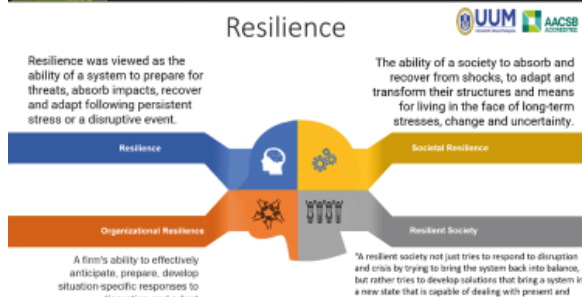 Resilience
UUM
AACSB
ACCREDITED
Resilience was viewed as the
ability of a system to prepare for
threats, absorb impacts, recover
and adapt following persistent
stress or a disruptive event.
The ability of a society to absorb and
recover from shocks, to adapt and
transform their structures and means
for living in the face of long-term
stresses, change and uncertainty.
Resilience
Societal Resilience
Organizational Resilience
Resilient Society
A firm's ability to effectively
anticipate, prepare, develop
situation-specific responses to
"A resilient society not just tries to respond to disruption
and crisis by trying to bring the system back into balance,
but rather tries to develop solutions that bring a system in
a new state that is capable of dealing with present and